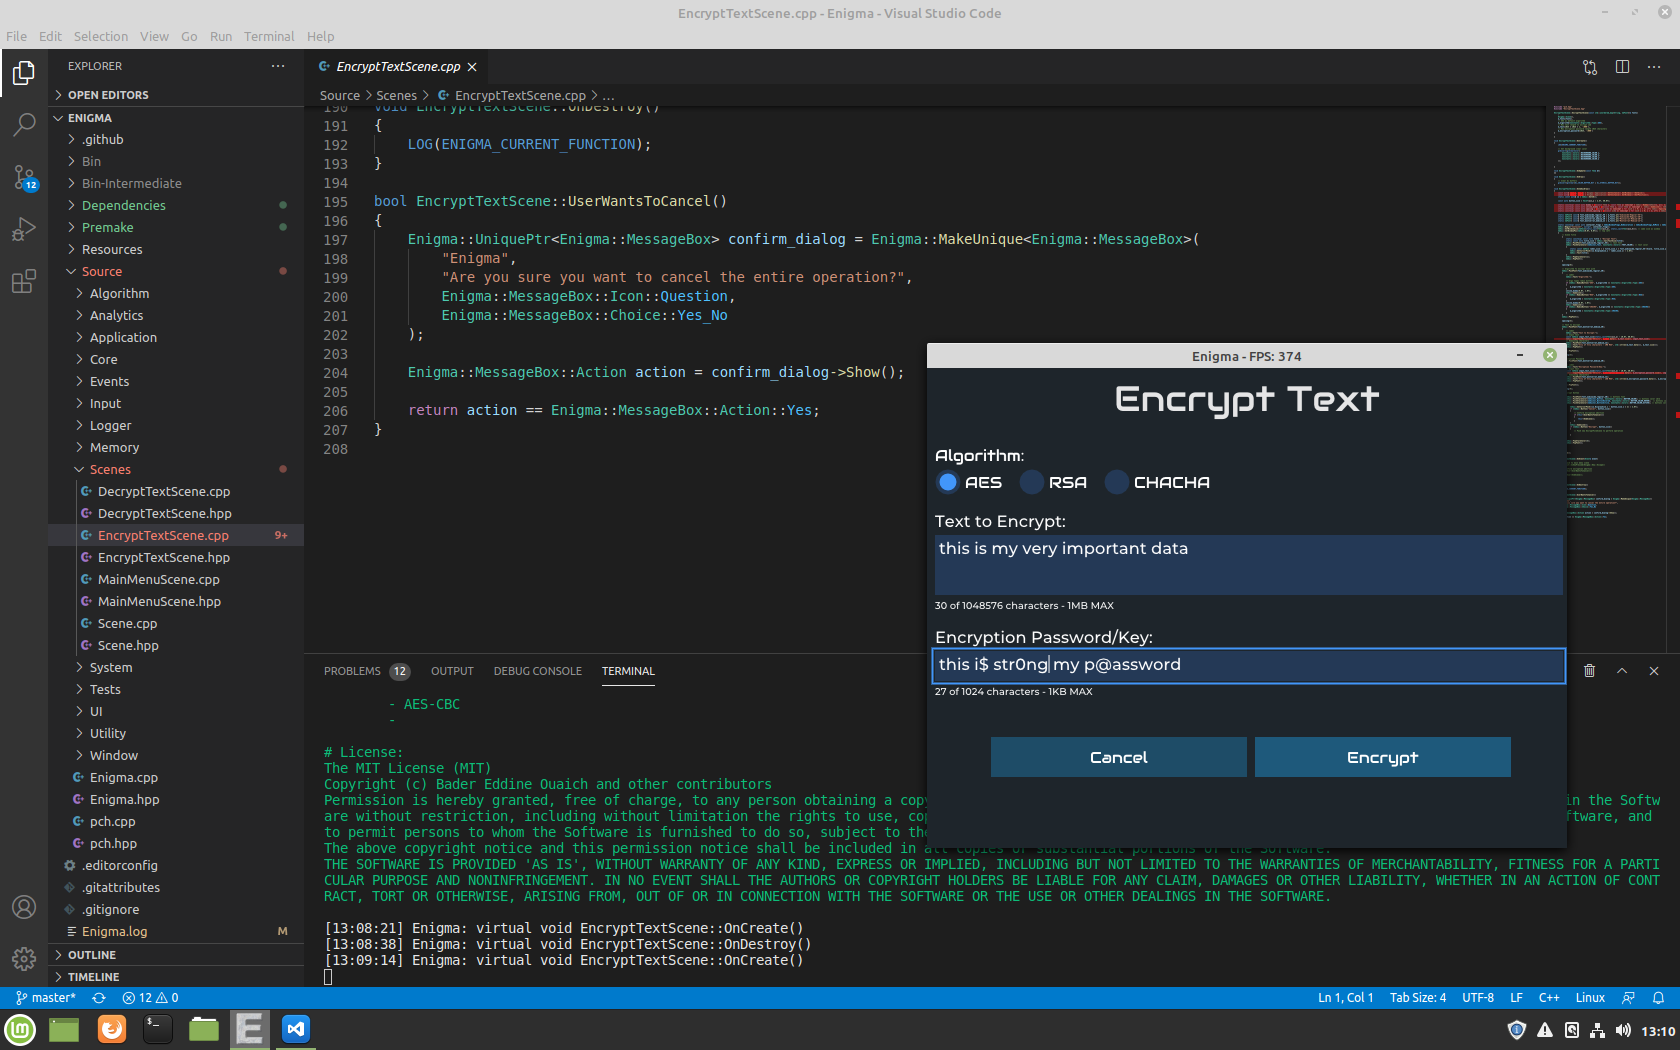 EncryptTextScene.cpp - Enigma - Visual Studio Code
File Edit Selection View Go Run Terminal Help
EXPLORER
OPEN EDITORS
ENIGMA
.github
Bin
Bin-Intermediate
Dependencies
Premake
Resources
Source
Algorithm
Analytics
Application
Core
Events
Input
Logger
Memory
Scenes
DecryptTextScene.cpp
DecryptTextScene.hpp
EncryptTextScene.cpp 9+
EncryptTextScene.hpp
MainMenuScene.cpp
MainMenuScene.hpp
Scene.cpp
Scene.hpp
System
Tests
UI
Utility
Window
Enigma.cpp
Enigma.hpp
pch.cpp
pch.hpp
.editorconfig
.gitattributes
.gitignore
Enigma.log M
OUTLINE
TIMELINE
12
EncryptTextScene.cpp
Source > Scenes > EncryptTextScene.cpp > ...
190 void EncryptTextScene::OnDestroy()
191 {
192 LOG(ENIGMA_CURRENT_FUNCTION);
193 }
194
195 bool EncryptTextScene::UserWantsToCancel()
196 {
197 Enigma::UniquePtr<Enigma::MessageBox> confirm_dialog = Enigma::MakeUnique<Enigma::MessageBox>(
198 "Enigma",
199 "Are you sure you want to cancel the entire operation?",
200 Enigma::MessageBox::Icon::Question,
201 Enigma::MessageBox::Choice::Yes_No
202 );
203
204 Enigma::MessageBox::Action action = confirm_dialog->Show();
205
206 return action == Enigma::MessageBox::Action::Yes;
207 }
208
PROBLEMS 12 OUTPUT DEBUG CONSOLE TERMINAL
- AES-CBC
-
# License:
The MIT License (MIT)
Copyright (c) Bader Eddine Ouaich and other contributors
Permission is hereby granted, free of charge, to any person obtaining a copy in the Softw
are without restriction, including without limitation the rights to use, cop oftware, and
to permit persons to whom the Software is furnished to do so, subject to the
The above copyright notice and this permission notice shall be included in all copies or substantial portions of the Software.
THE SOFTWARE IS PROVIDED 'AS IS', WITHOUT WARRANTY OF ANY KIND, EXPRESS OR IMPLIED, INCLUDING BUT NOT LIMITED TO THE WARRANTIES OF MERCHANTABILITY, FITNESS FOR A PARTI
CULAR PURPOSE AND NONINFRINGEMENT. IN NO EVENT SHALL THE AUTHORS OR COPYRIGHT HOLDERS BE LIABLE FOR ANY CLAIM, DAMAGES OR OTHER LIABILITY, WHETHER IN AN ACTION OF CONT
RACT, TORT OR OTHERWISE, ARISING FROM, OUT OF OR IN CONNECTION WITH THE SOFTWARE OR THE USE OR OTHER DEALINGS IN THE SOFTWARE.
[13:08:21] Enigma: virtual void EncryptTextScene::OnCreate()
[13:08:38] Enigma: virtual void EncryptTextScene::OnDestroy()
[13:09:14] Enigma: virtual void EncryptTextScene::OnCreate()
Enigma - FPS: 374
Encrypt Text
Algorithm:
AES RSA CHACHA
Text to Encrypt:
this is my very important data
30 of 1048576 characters - 1MB MAX
Encryption Password/Key:
this i$ str0ng my p@assword
27 of 1024 characters - 1KB MAX
Cancel Encrypt
master* 12 0 Ln 1, Col 1 Tab Size: 4 UTF-8 LF C++ Linux
13:10